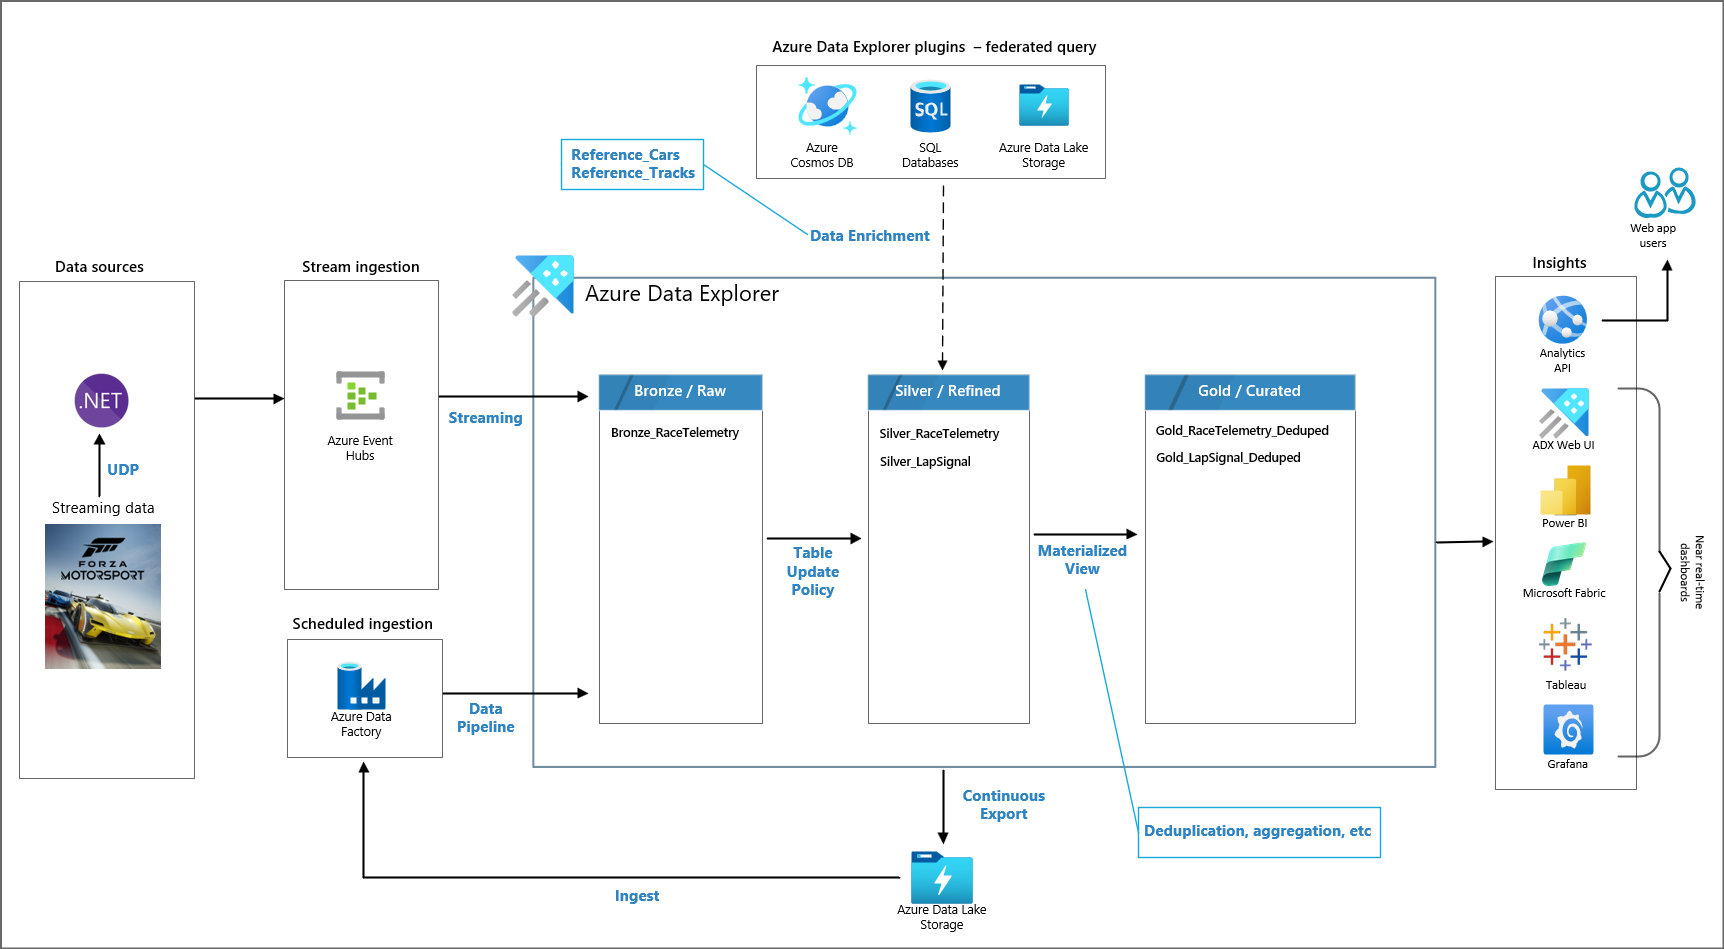 Azure Data Explorer plugins – federated query
Azure
Cosmos DB
SQL
SQL
Databases
Azure Data Lake
Storage
Reference_Cars
Reference_Tracks
Data Enrichment
Web app
users
Data sources
.NET
UDP
Streaming data
FORZA
MOTORSPORT
Stream ingestion
Azure Event
Hubs
Streaming
Scheduled ingestion
Azure Data
Factory
Data
Pipeline
Azure Data Explorer
Bronze / Raw
Bronze_RaceTelemetry
Table
Update
Policy
Silver / Refined
Silver_RaceTelemetry
Silver_LapSignal
Materialized
View
Gold / Curated
Gold_RaceTelemetry_Deduped
Gold_LapSignal_Deduped
Insights
Analytics
API
ADX Web UI
Power BI
Microsoft Fabric
Tableau
Grafana
Near real-time
dashboards
Continuous
Export
Deduplication, aggregation, etc
Ingest
Azure Data Lake
Storage